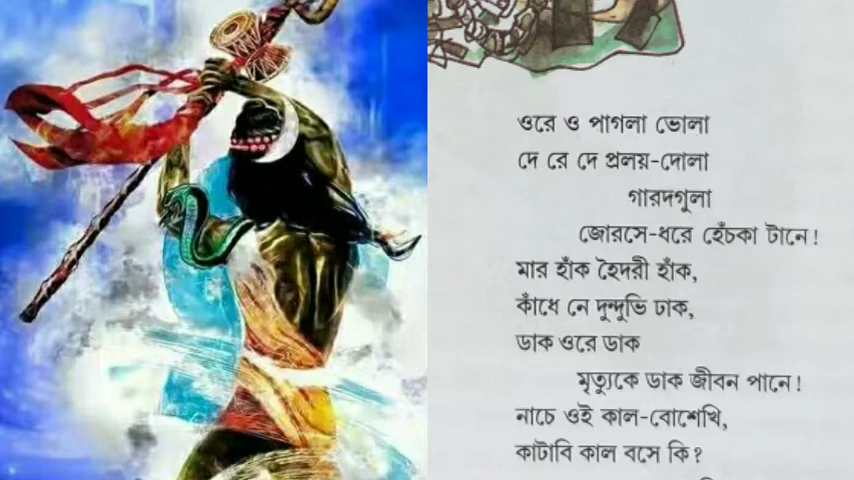 ওরে ও পাগলা ভোলা
দে রে দে প্রলয়-দোলা
গারদগুলা
জোরসে-ধরে হেঁচকা টানে!
মার হাঁক হৈদরী হাঁক,
কাঁধে নে দুন্দুভি ঢাক,
ডাক ওরে ডাক
মৃত্যুকে ডাক জীবন পানে!
নাচে ওই কাল-বোশেখি,
কাটাবি কাল বসে কি?